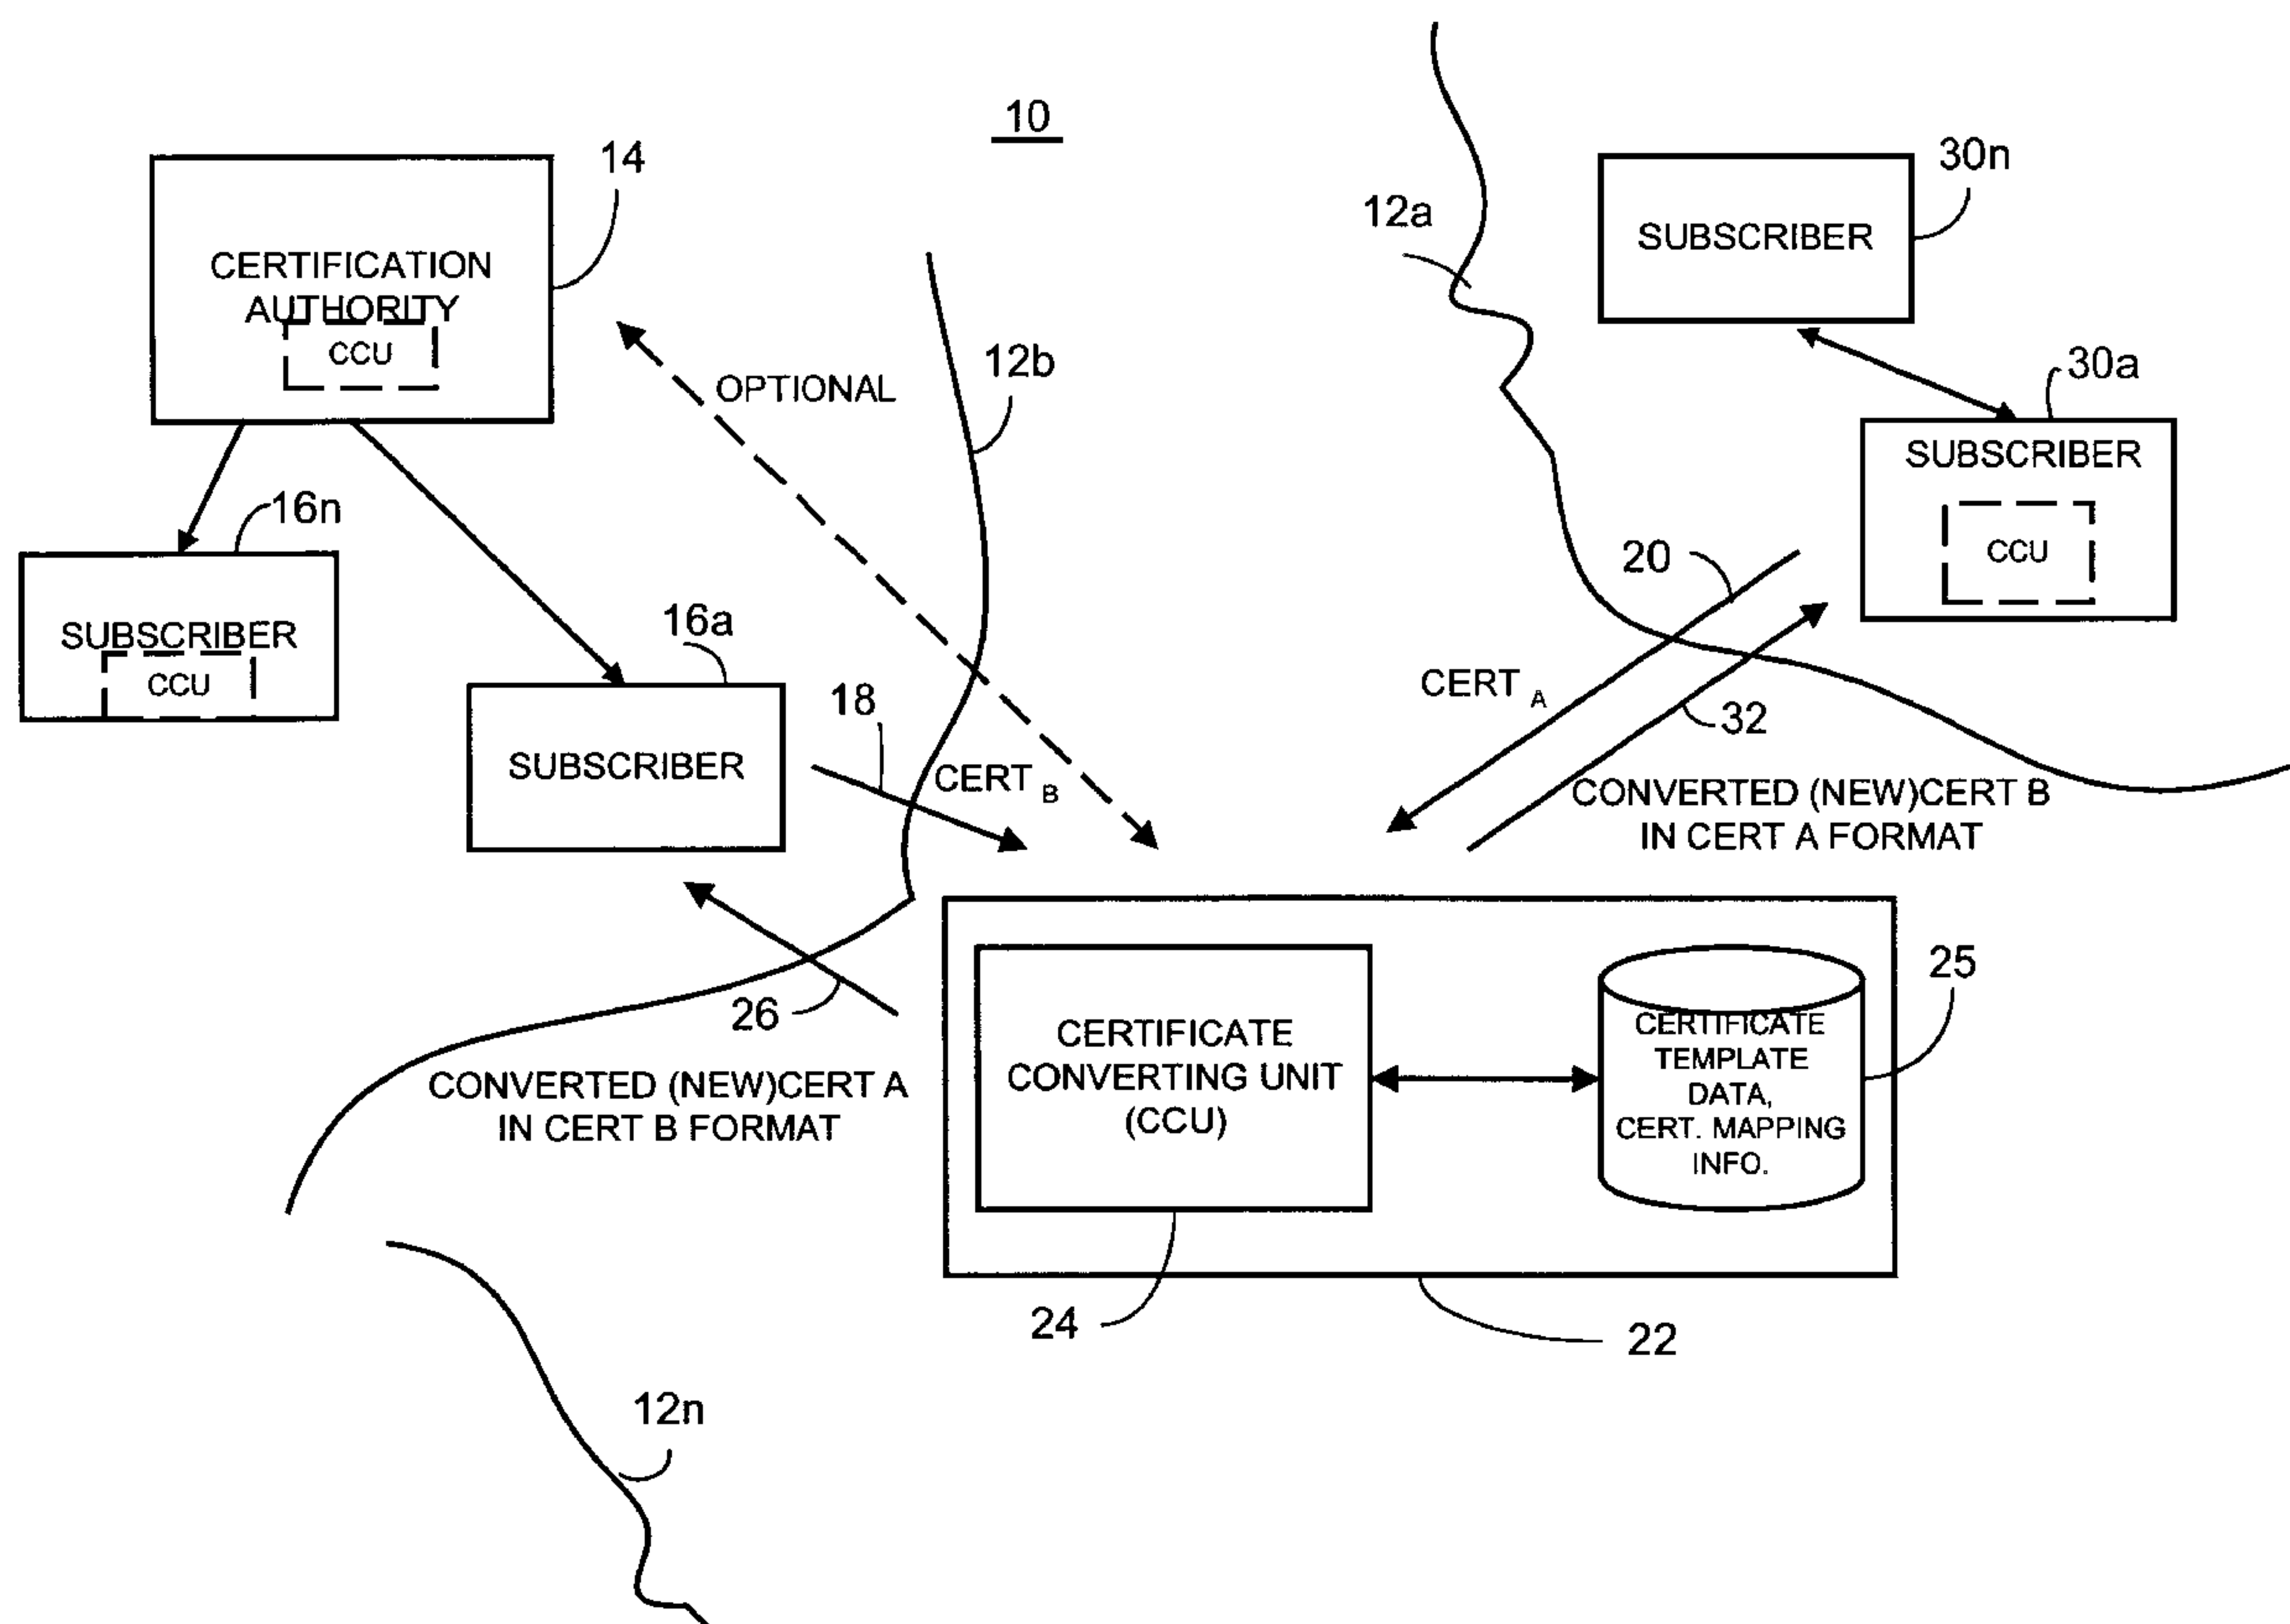 10
14
CERTIFICATION
AUTHORITY
CCU
OPTIONAL
12b
12a
30n
SUBSCRIBER
30a
SUBSCRIBER
CCU
16n
SUBSCRIBER
CCU
16a
SUBSCRIBER
18
CERT B
20
CERT A
32
CONVERTED (NEW)CERT B
IN CERT A FORMAT
26
CONVERTED (NEW)CERT A
IN CERT B FORMAT
CERTIFICATE
CONVERTING UNIT
(CCU)
25
CERTIFICATE
TEMPLATE
DATA,
CERT. MAPPING
INFO.
24
22
12n